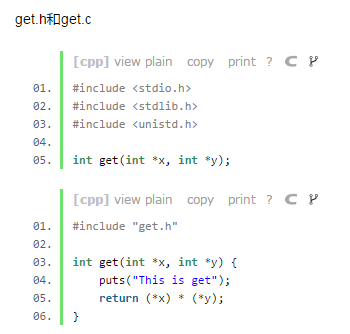 get.h和get.c
[cpp] view plain copy print ?
01. #include <stdio.h>
02. #include <stdlib.h>
03. #include <unistd.h>
04.
05. int get(int *x, int *y);
[cpp] view plain copy print ?
01. #include "get.h"
02.
03. int get(int *x, int *y) {
04.     puts("This is get");
05.     return (*x) * (*y);
06. }